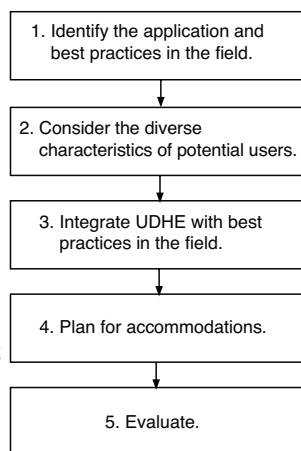 1. Identify the application and
best practices in the field.
2. Consider the diverse
characteristics of potential users.
3. Integrate UDHE with best
practices in the field.
4. Plan for accommodations.
5. Evaluate.